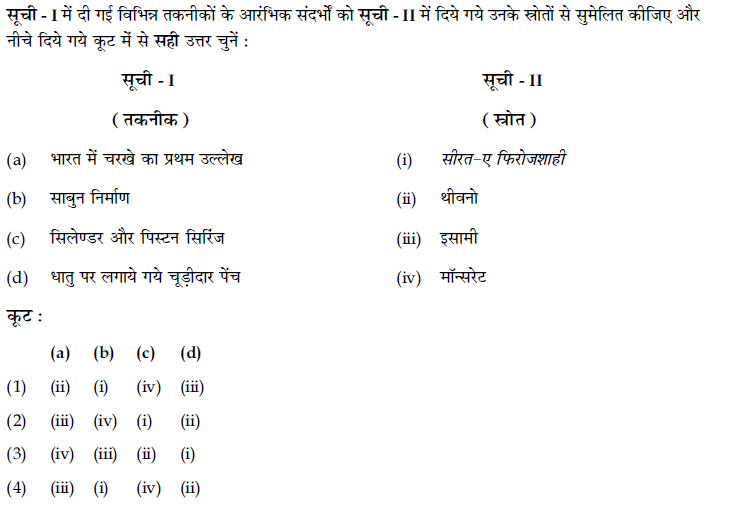 सूची - I में दी गई विभिन्न तकनीकों के आरंभिक संदर्भों को सूची - II में दिये गये उनके स्रोतों से सुमेलित कीजिए और
नीचे दिये गये कूट में से सही उत्तर चुनें :
सूची - I सूची - II
( तकनीक ) ( स्त्रोत )
(a) भारत में चरखे का प्रथम उल्लेख (i) सीरत-ए फिरोजशाही
(b) साबुन निर्माण (ii) थीवनो
(c) सिलेण्डर और पिस्टन सिरिंज (iii) इसामी
(d) धातु पर लगाये गये चूड़ीदार पेंच (iv) मॉन्सरेट
कूट :
(a) (b) (c) (d)
(1) (ii) (i) (iv) (iii)
(2) (iii) (iv) (i) (ii)
(3) (iv) (iii) (ii) (i)
(4) (iii) (i) (iv) (ii)